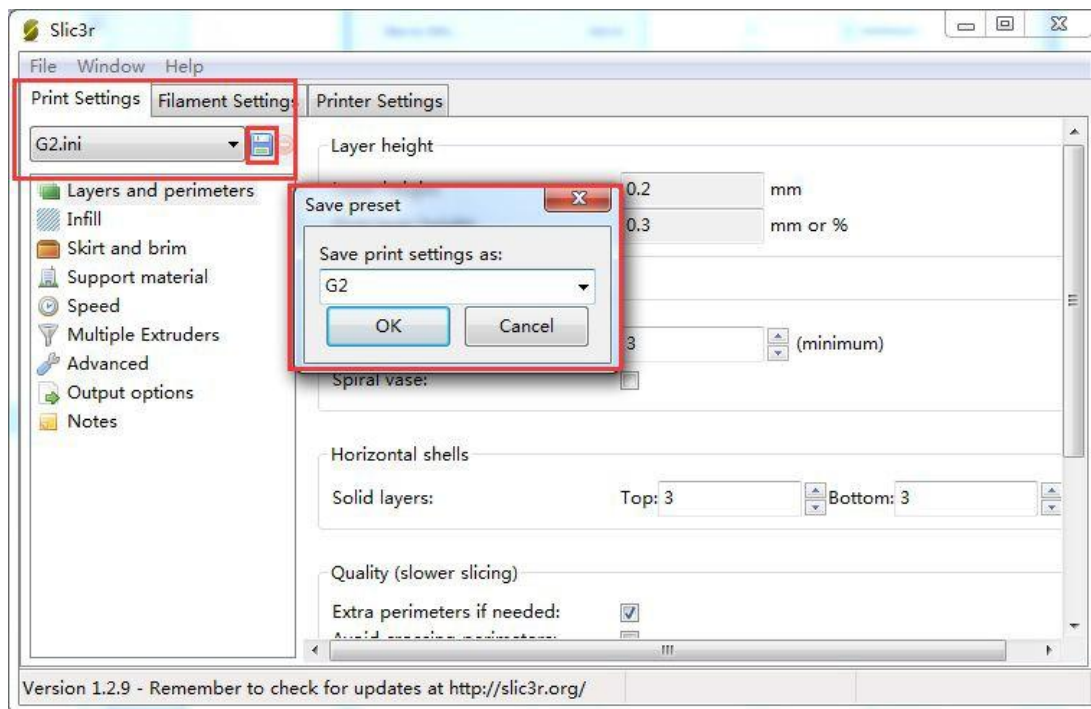 Slic3r
File Window Help
Print Settings Filament Settings Printer Settings
G2.ini
Layers and perimeters
Infill
Skirt and brim
Support material
Speed
Multiple Extruders
Advanced
Output options
Notes
Layer height
0.2 mm
0.3 mm or %
Save preset
Save print settings as:
G2
OK Cancel
3 (minimum)
Spiral vase:
Horizontal shells
Solid layers: Top: 3 Bottom: 3
Quality (slower slicing)
Extra perimeters if needed:
Avoid crossing perimeters:
Version 1.2.9 - Remember to check for updates at http://slic3r.org/